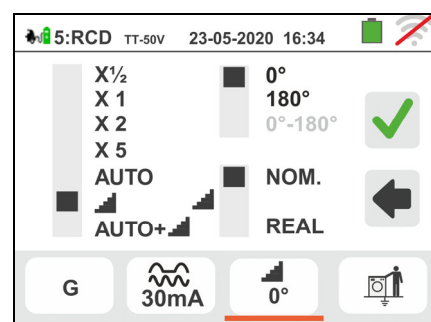 5:RCD TT-50V 23-05-2020 16:34
X½ 0°
X 1 180°
X 2 0°-180°
X 5
AUTO NOM.
AUTO+ REAL
G 30mA 0°